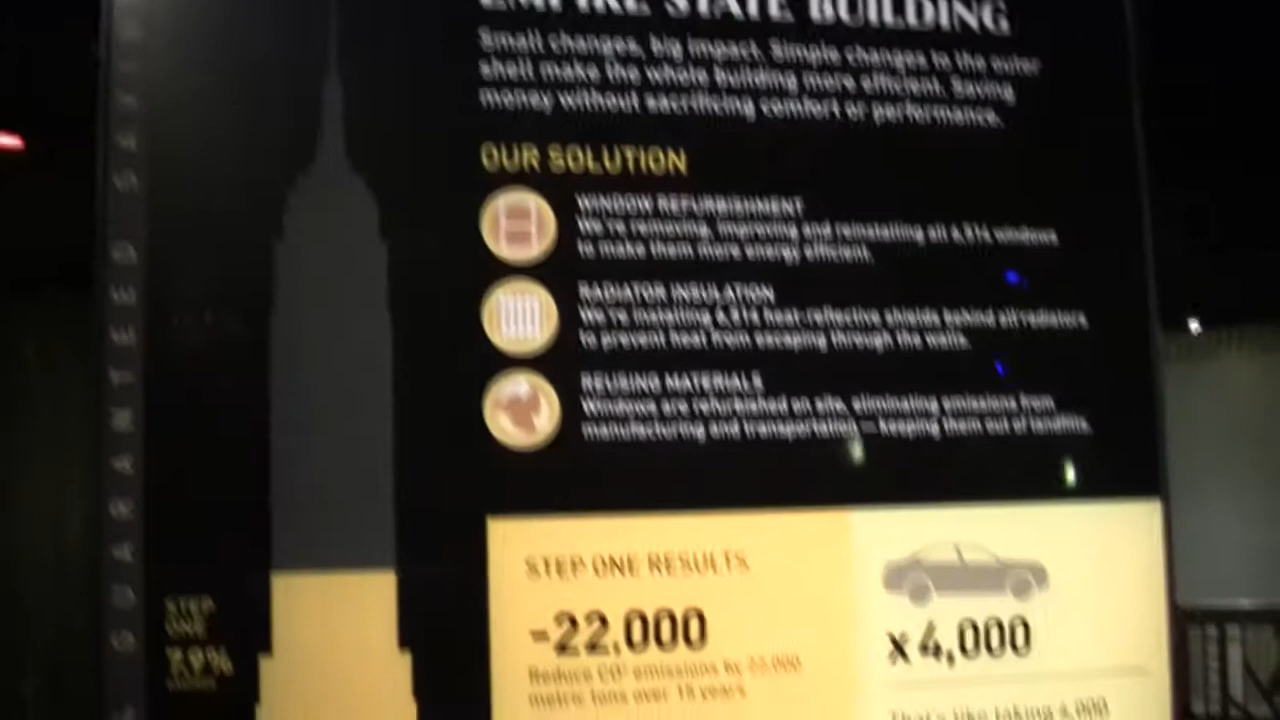 EMPIRE STATE BUILDING
Small changes, big impact. Simple changes to the outer
shell make the whole building more efficient. Saving
money without sacrificing comfort or performance.
OUR SOLUTION
WINDOW REFURBISHMENT
We're removing, improving and reinstalling all 6,514 windows
to make them more energy efficient.
RADIATOR INSULATION
We're installing heat-reflective shields behind all radiators
to prevent heat from escaping through the walls.
REUSING MATERIALS
Windows are refurbished on site, eliminating emissions from
manufacturing and transportation — keeping them out of landfills.
GUARANTEED
STEP
ONE
STEP ONE RESULTS
-22,000
Reduce CO² emissions by 22,000
metric tons over 15 years
x4,000
That's like taking 4,000